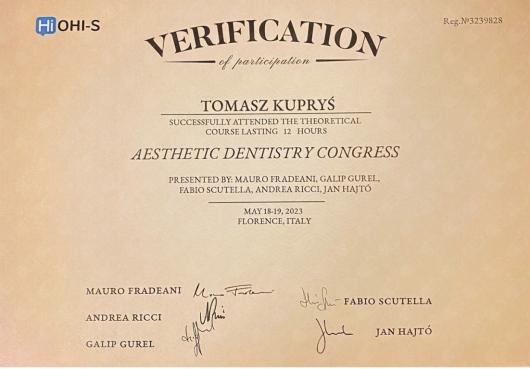 Hi OHI-S
Reg.№3239828
VERIFICATION
of participation
TOMASZ KUPRYŚ
SUCCESSFULLY ATTENDED THE THEORETICAL
COURSE LASTING 12 HOURS
AESTHETIC DENTISTRY CONGRESS
PRESENTED BY: MAURO FRADEANI, GALIP GUREL,
FABIO SCUTELLA, ANDREA RICCI, JAN HAJTÓ
MAY 18-19, 2023
FLORENCE, ITALY
MAURO FRADEANI
FABIO SCUTELLA
ANDREA RICCI
GALIP GUREL
JAN HAJTÓ